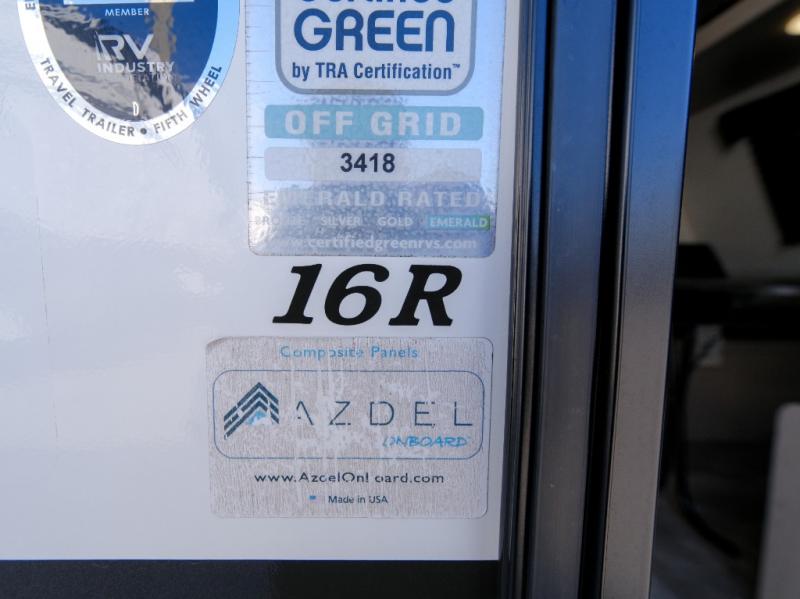 MEMBER
RV
INDUSTRY
TRAVEL TRAILER • FIFTH WHEEL
D
GREEN
by TRA Certification™
OFF GRID
3418
EMERALD RATED
BRONZE SILVER GOLD EMERALD
www.certifiedgreenrvs.com
16R
Composite Panels
AZDEL
ONBOARD
www.AzdelOnboard.com
Made in USA